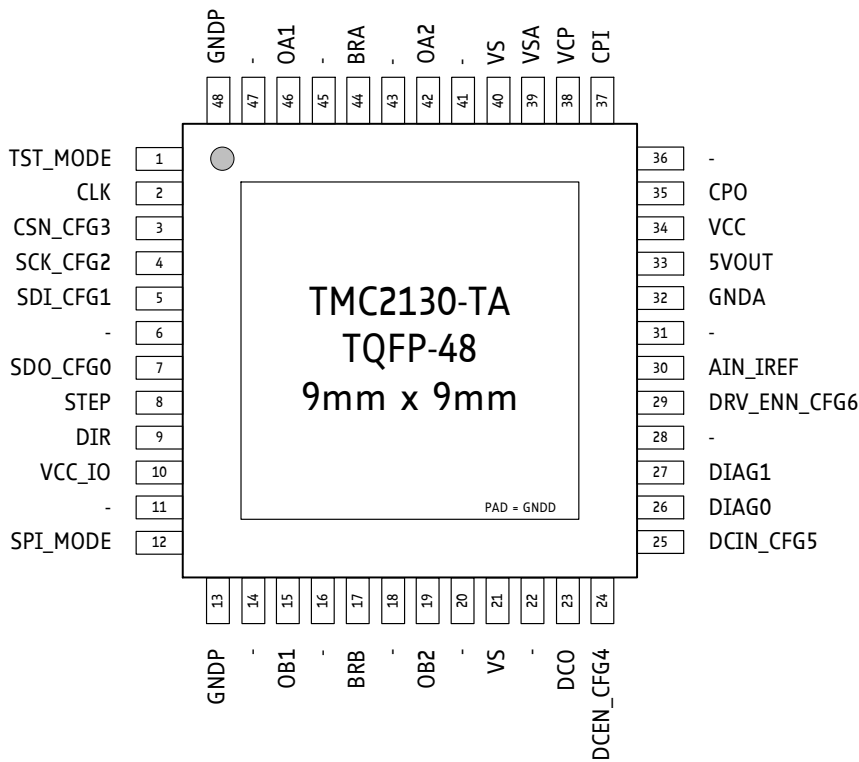 GNDP - OA1 - BRA - OA2 - VS VSA VCP CPI
48 47 46 45 44 43 42 41 40 39 38 37
TST_MODE 1
CLK 2
CSN_CFG3 3
SCK_CFG2 4
SDI_CFG1 5
- 6
SDO_CFG0 7
STEP 8
DIR 9
VCC_IO 10
- 11
SPI_MODE 12
TMC2130-TA
TQFP-48
9mm x 9mm
PAD = GNDD
36 -
35 CPO
34 VCC
33 5VOUT
32 GNDA
31 -
30 AIN_IREF
29 DRV_ENN_CFG6
28 -
27 DIAG1
26 DIAG0
25 DCIN_CFG5
13 14 15 16 17 18 19 20 21 22 23 24
GNDP - OB1 - BRB - OB2 - VS - DCO DCEN_CFG4